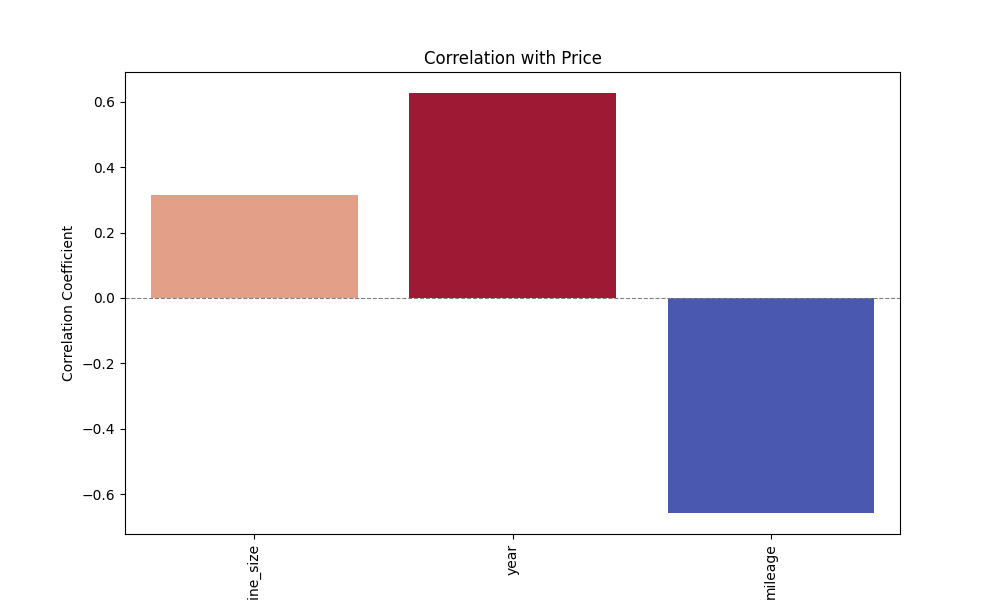 Correlation with Price
Correlation Coefficient
0.6
0.4
0.2
0.0
−0.2
−0.4
−0.6
ine_size
year
mileage